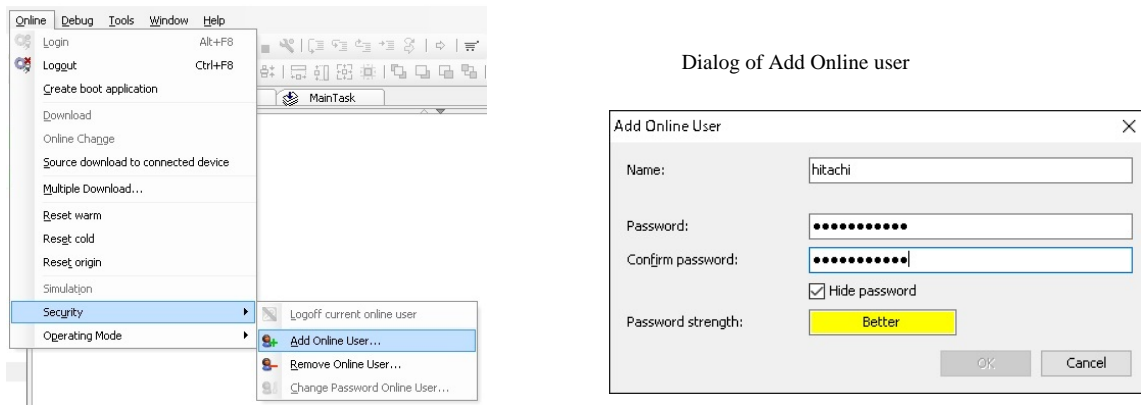 Online Debug Tools Window Help
Login Alt+F8
Logout Ctrl+F8
Create boot application
Download
Online Change
Source download to connected device
Multiple Download...
Reset warm
Reset cold
Reset origin
Simulation
Security
Operating Mode
MainTask
Logoff current online user
Add Online User...
Remove Online User...
Change Password Online User...
Dialog of Add Online user
Add Online User
Name: hitachi
Password: ●●●●●●●●●●●
Confirm password: ●●●●●●●●●●●
Hide password
Password strength: Better
OK Cancel